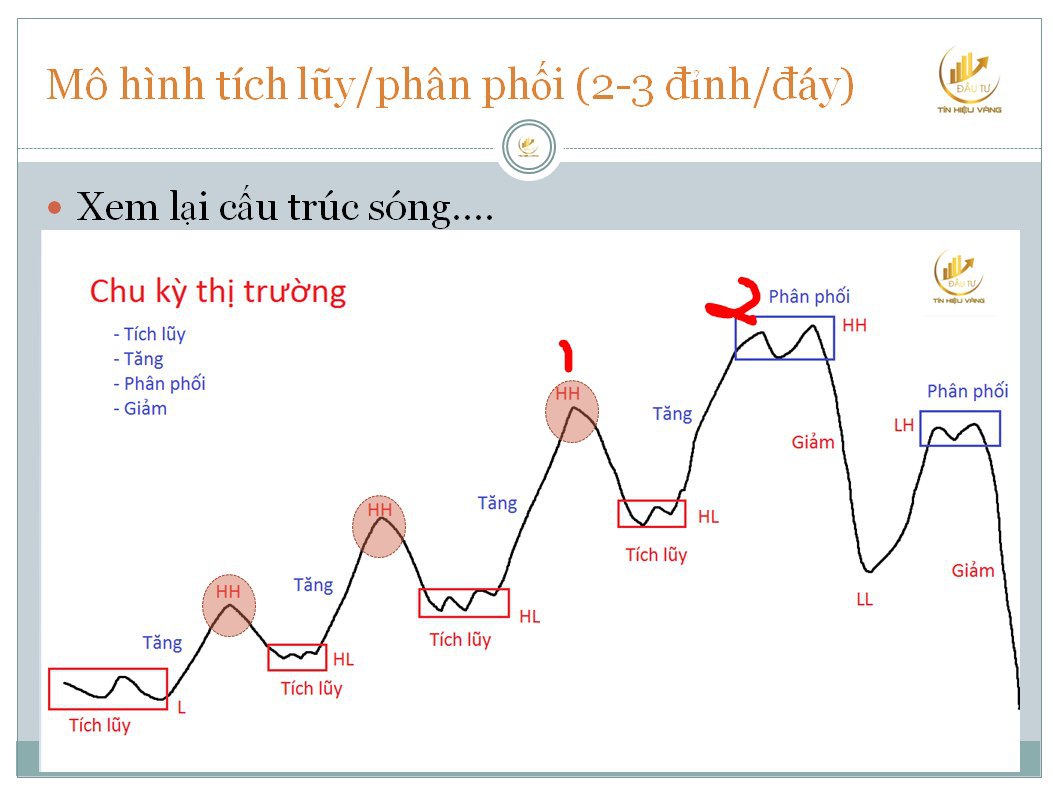 Mô hình tích lũy/phân phối (2-3 đỉnh/đáy)
ĐẦU TƯ
TÍN HIỆU VÀNG
Xem lại cấu trúc sóng....
Chu kỳ thị trường
- Tích lũy
- Tăng
- Phân phối
- Giảm
ĐẦU TƯ
TÍN HIỆU VÀNG
2
Phân phối
HH
1
HH
Phân phối
Tăng
LH
Giảm
HH
Tăng
HL
Tích lũy
Giảm
HH
Tăng
LL
HL
Tích lũy
Tăng
HL
Tích lũy
L
Tích lũy